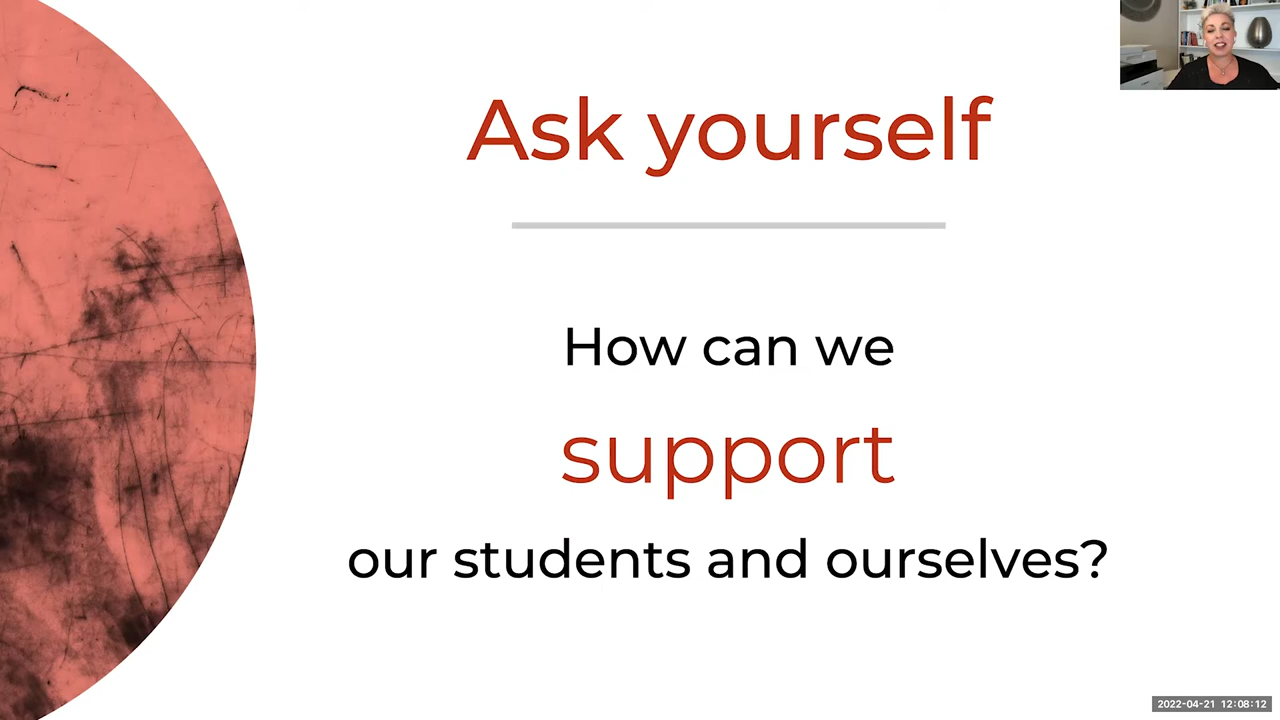 Ask yourself
How can we
support
our students and ourselves?
2022-04-21 12:08:12